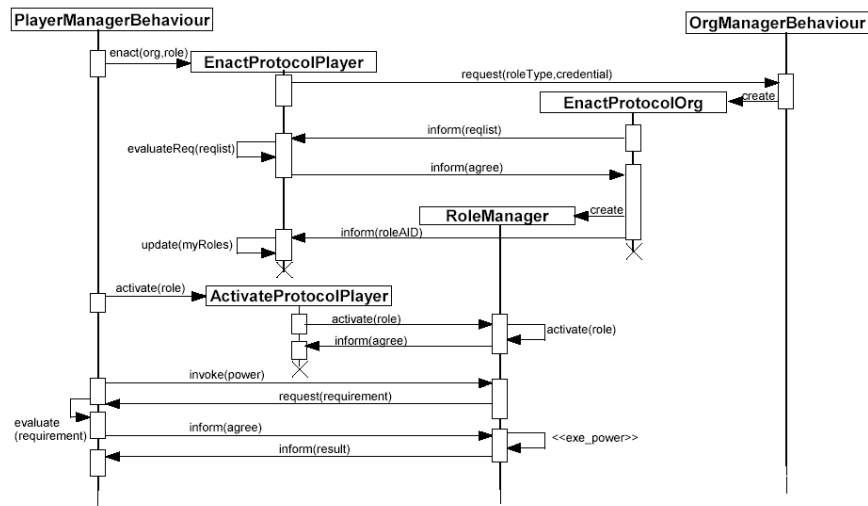 PlayerManagerBehaviour
OrgManagerBehaviour
enact(org,role)
EnactProtocolPlayer
request(roleType,credential)
EnactProtocolOrg
create
inform(reqlist)
evaluateReq(reqlist)
inform(agree)
RoleManager
create
inform(roleAID)
update(myRoles)
activate(role)
ActivateProtocolPlayer
activate(role)
activate(role)
inform(agree)
invoke(power)
request(requirement)
evaluate
(requirement)
inform(agree)
<<exe_power>>
inform(result)